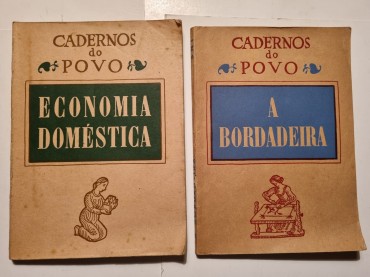 CADERNOS
do
POVO
ECONOMIA
DOMÉSTICA
CADERNOS
do
POVO
A
BORDADEIRA